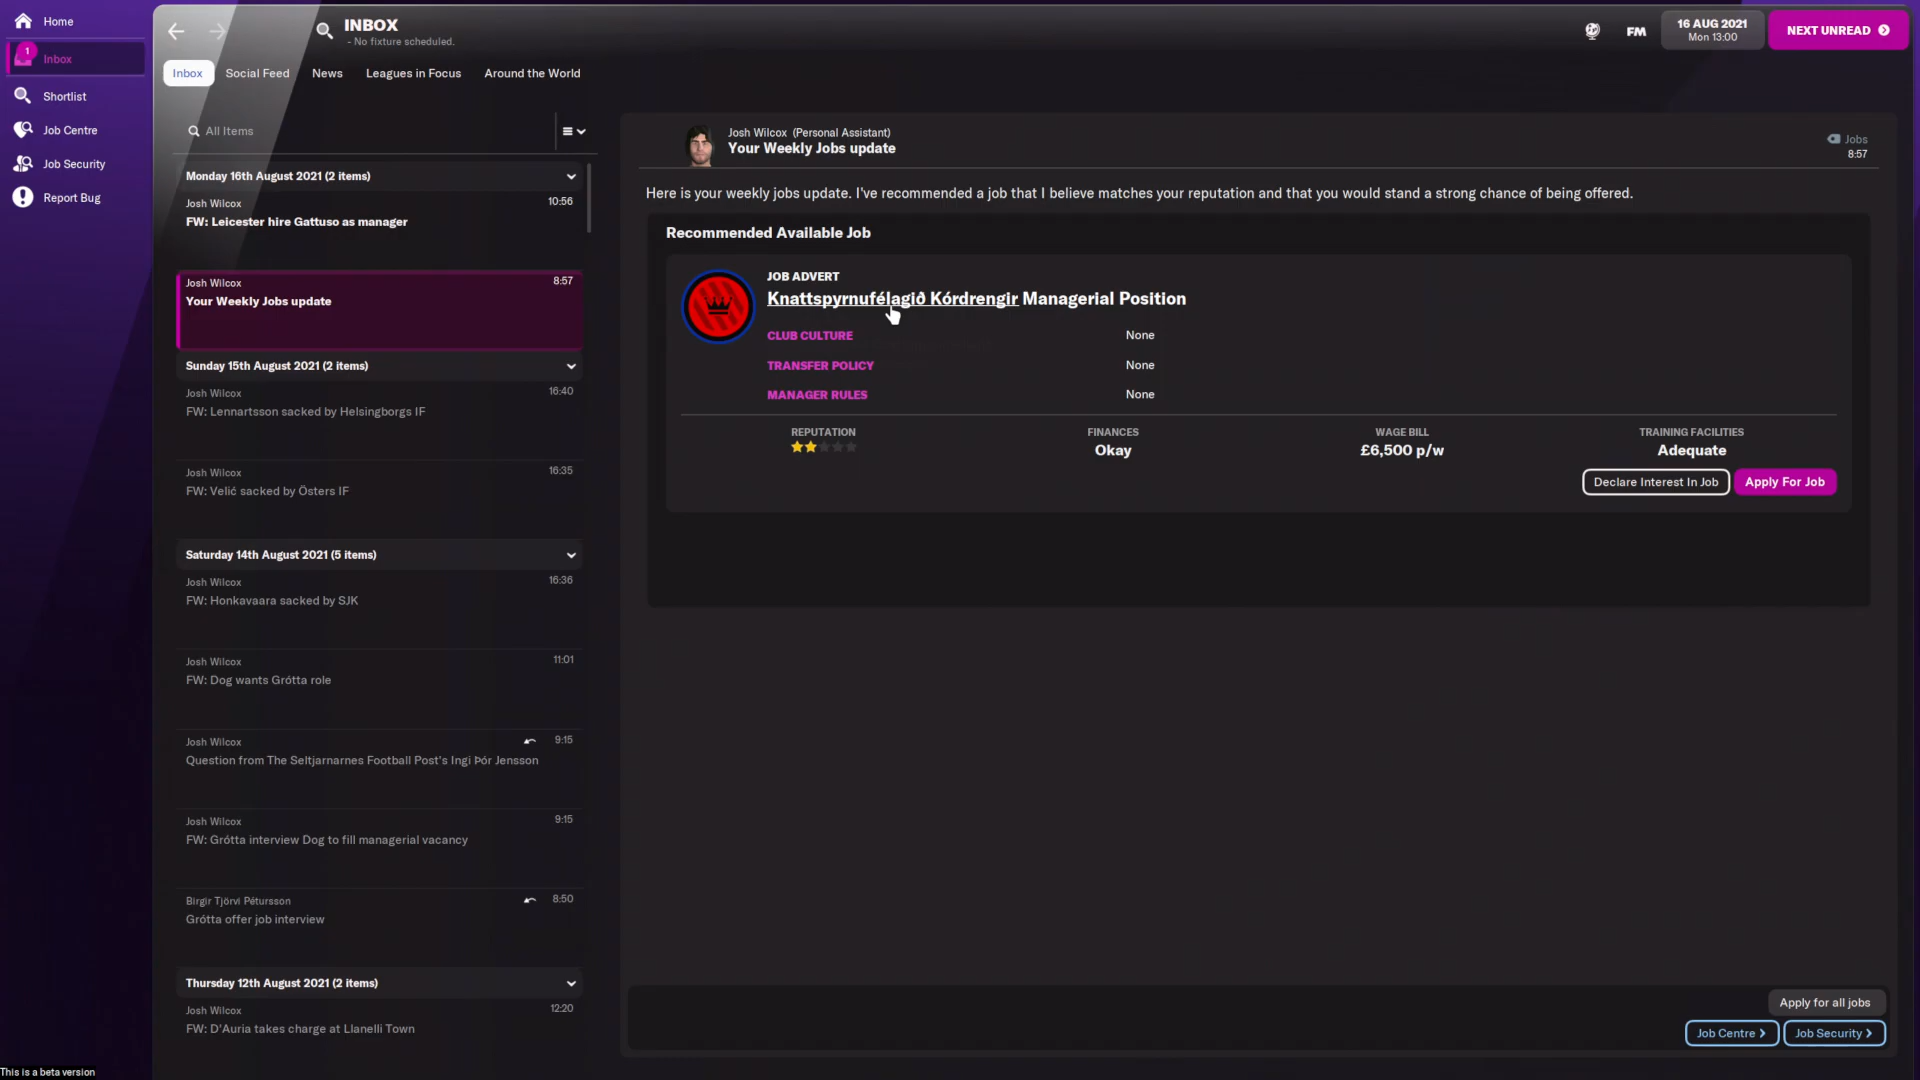 Home
1
Inbox
Shortlist
Job Centre
Job Security
Report Bug
INBOX
- No fixture scheduled.
FM
16 AUG 2021
Mon 13:00
NEXT UNREAD
Inbox
Social Feed
News
Leagues in Focus
Around the World
All Items
Monday 16th August 2021 (2 items)
Josh Wilcox
10:56
FW: Leicester hire Gattuso as manager
Josh Wilcox
8:57
Your Weekly Jobs update
Sunday 15th August 2021 (2 items)
Josh Wilcox
16:40
FW: Lennartsson sacked by Helsingborgs IF
Josh Wilcox
16:35
FW: Velić sacked by Östers IF
Saturday 14th August 2021 (5 items)
Josh Wilcox
16:36
FW: Honkavaara sacked by SJK
Josh Wilcox
11:01
FW: Dog wants Grótta role
Josh Wilcox
9:15
Question from The Seltjarnarnes Football Post's Ingi Þór Jensson
Josh Wilcox
9:15
FW: Grótta interview Dog to fill managerial vacancy
Birgir Tjörvi Pétursson
8:50
Grótta offer job interview
Thursday 12th August 2021 (2 items)
Josh Wilcox
12:20
FW: D'Auria takes charge at Llanelli Town
Josh Wilcox (Personal Assistant)
Your Weekly Jobs update
Jobs
8:57
Here is your weekly jobs update. I've recommended a job that I believe matches your reputation and that you would stand a strong chance of being offered.
Recommended Available Job
JOB ADVERT
Knattspyrnufélagið Kórdrengir Managerial Position
CLUB CULTURE
None
TRANSFER POLICY
None
MANAGER RULES
None
REPUTATION
FINANCES
Okay
WAGE BILL
£6,500 p/w
TRAINING FACILITIES
Adequate
Declare Interest In Job
Apply For Job
Apply for all jobs
Job Centre
Job Security
This is a beta version